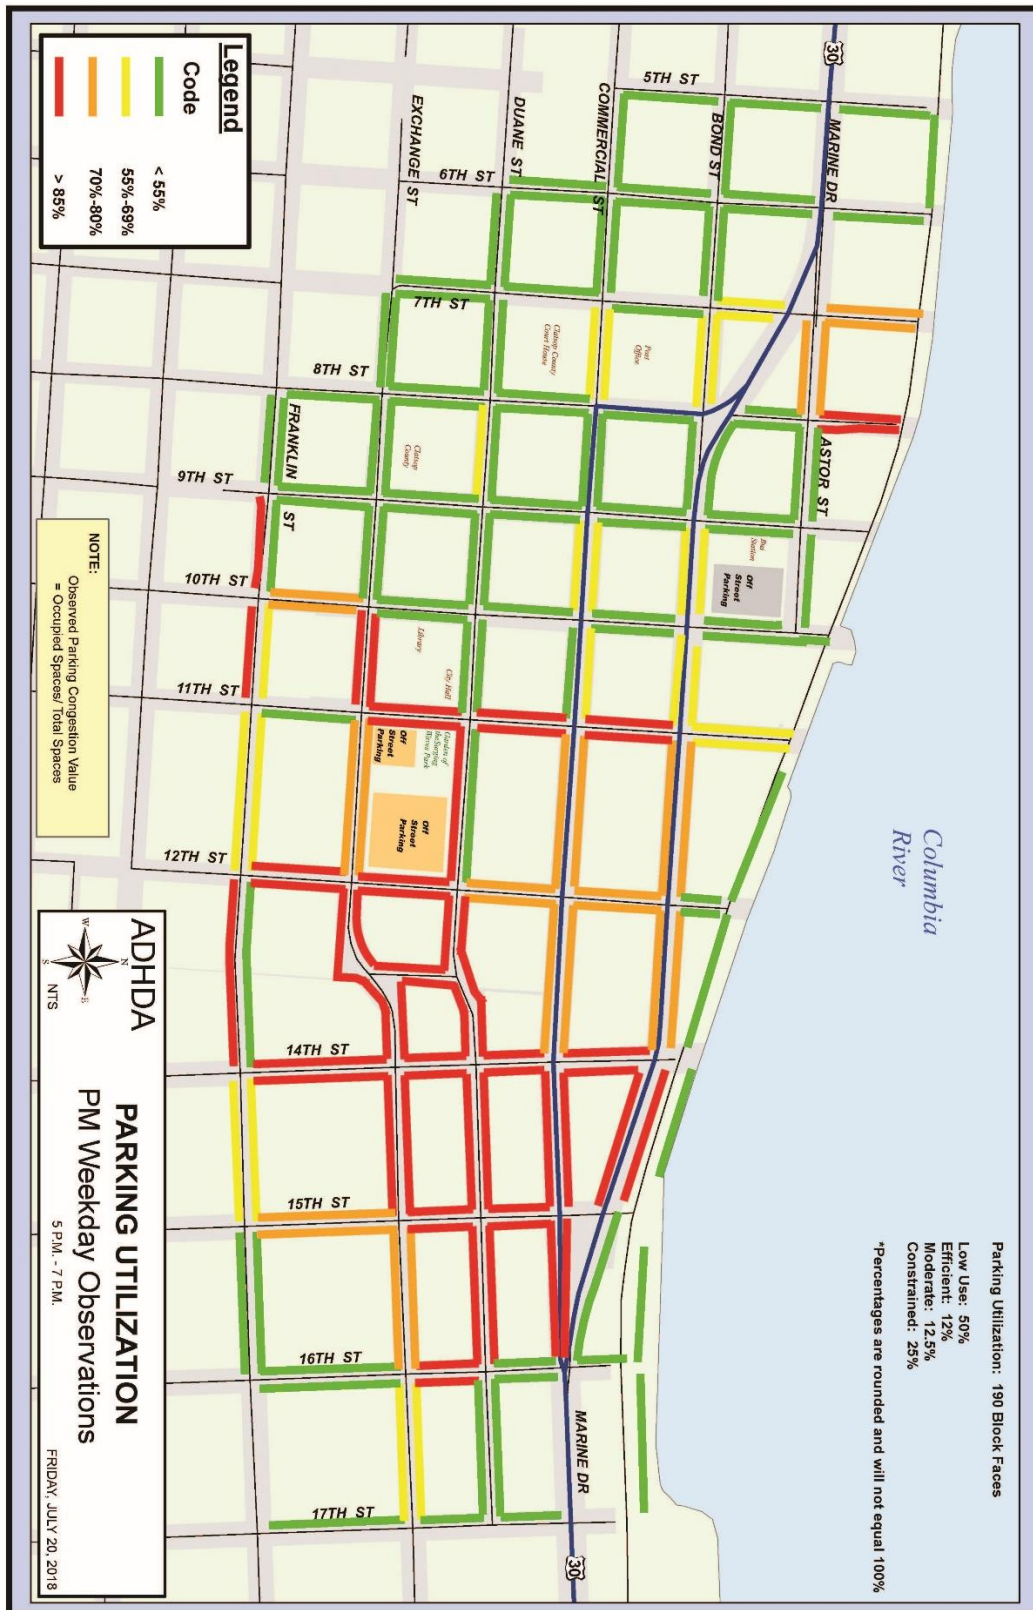 Legend
Code
< 55%
55%-69%
70%-80%
> 85%
30
5TH ST
MARINE DR
BOND ST
COMMERCIAL ST
DUANE ST
EXCHANGE ST
6TH ST
7TH ST
8TH ST
Clatsop County
Court House
Post
Office
ASTOR ST
FRANKLIN ST
Clatsop
County
9TH ST
Bus
Station
Off
Street
Parking
10TH ST
Library
City Hall
11TH ST
Garden of
the Surging
Waves Park
Off
Street
Parking
Off
Street
Parking
12TH ST
14TH ST
15TH ST
16TH ST
17TH ST
MARINE DR
30
Columbia
River
Parking Utilization: 190 Block Faces
Low Use: 50%
Efficient: 12%
Moderate: 12.5%
Constrained: 25%
*Percentages are rounded and will not equal 100%
NOTE:
Observed Parking Congestion Value
= Occupied Spaces/ Total Spaces
ADHDA
N
W
E
S
NTS
PARKING UTILIZATION
PM Weekday Observations
5 P.M. - 7 P.M.
FRIDAY, JULY 20, 2018